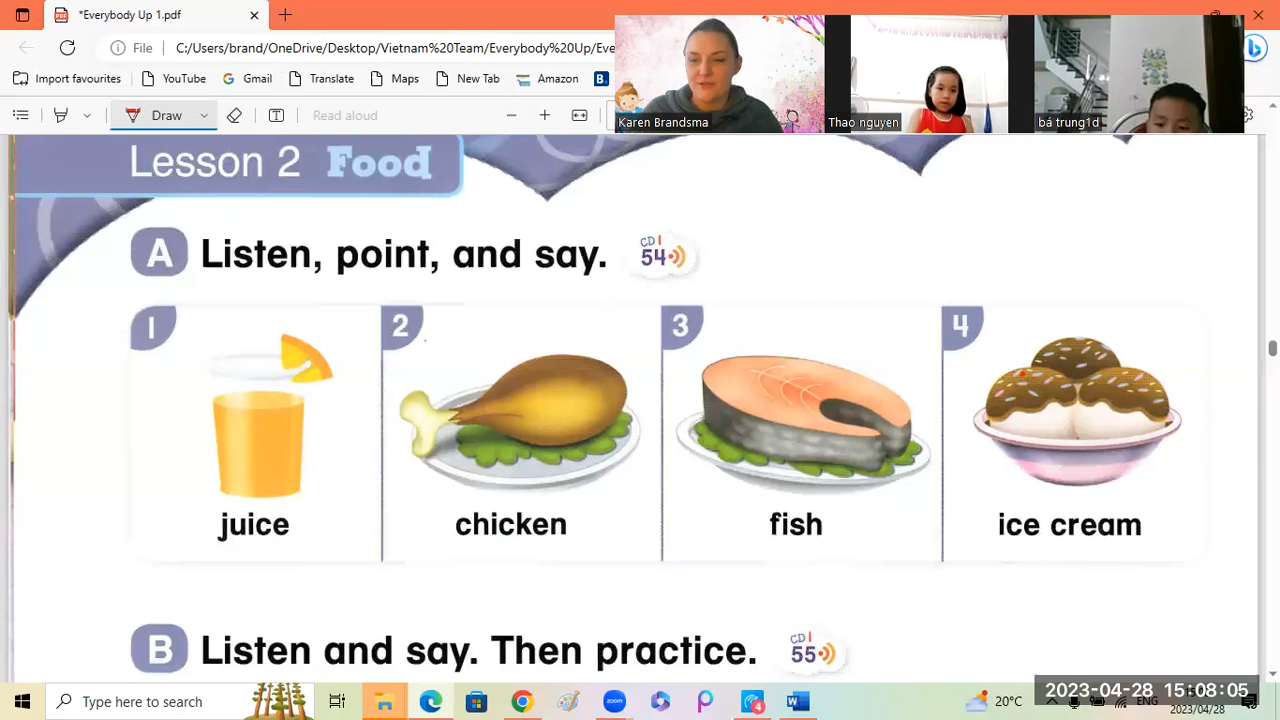 *Everybody Up 1.pdf
File
C:/Users/brand/OneDrive/Desktop/Vietnam%20Team/Everybody%20Up/Eve
Import favourites
YouTube
Gmail
Translate
Maps
New Tab
Amazon
B.
Draw
Read aloud
Karen Brandsma
Thao nguyen
bá trung1d
Lesson 2 Food
A Listen, point, and say. CD 1 54
1
2
3
4
juice
chicken
fish
ice cream
B Listen and say. Then practice. CD 1 55
Type here to search
zoom
4
20°C
ENG
2023-04-28 15:08:05
2023/04/28